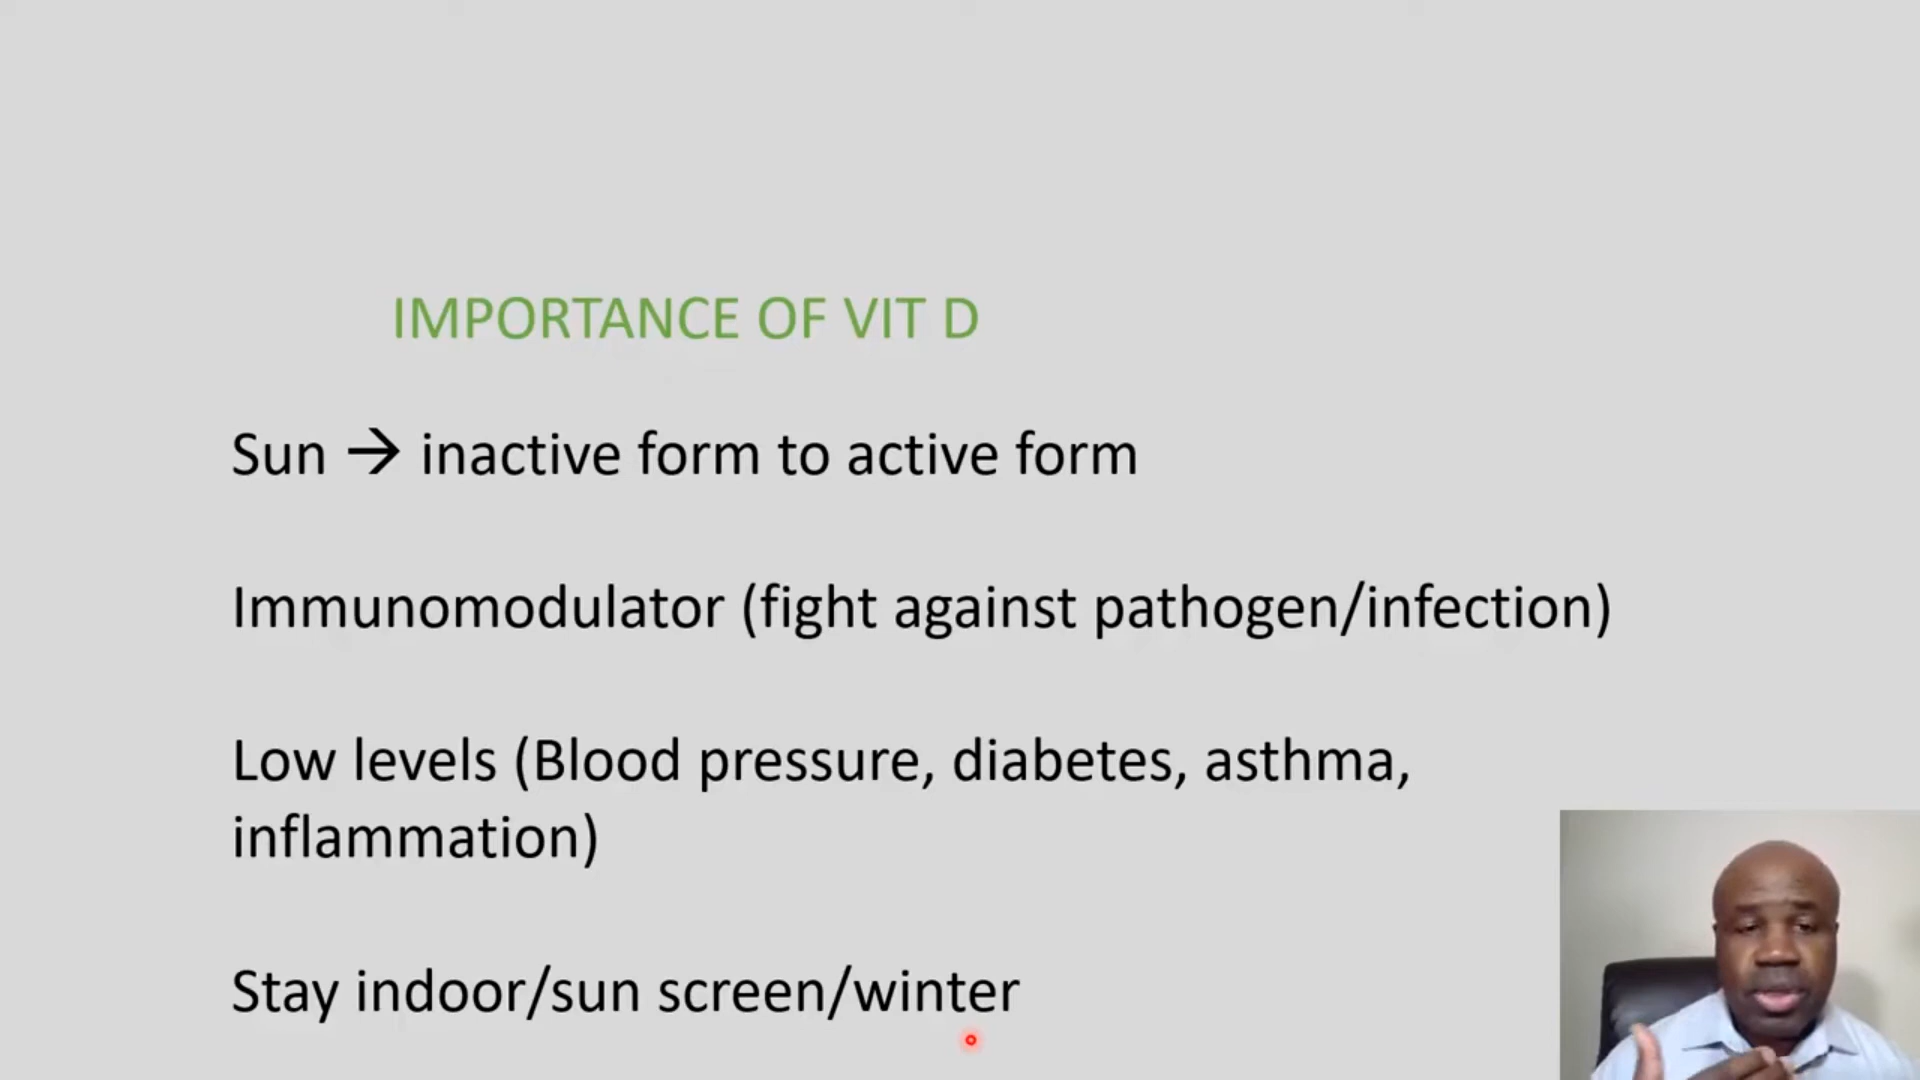 IMPORTANCE OF VIT D
Sun → inactive form to active form
Immunomodulator (fight against pathogen/infection)
Low levels (Blood pressure, diabetes, asthma,
inflammation)
Stay indoor/sun screen/winter